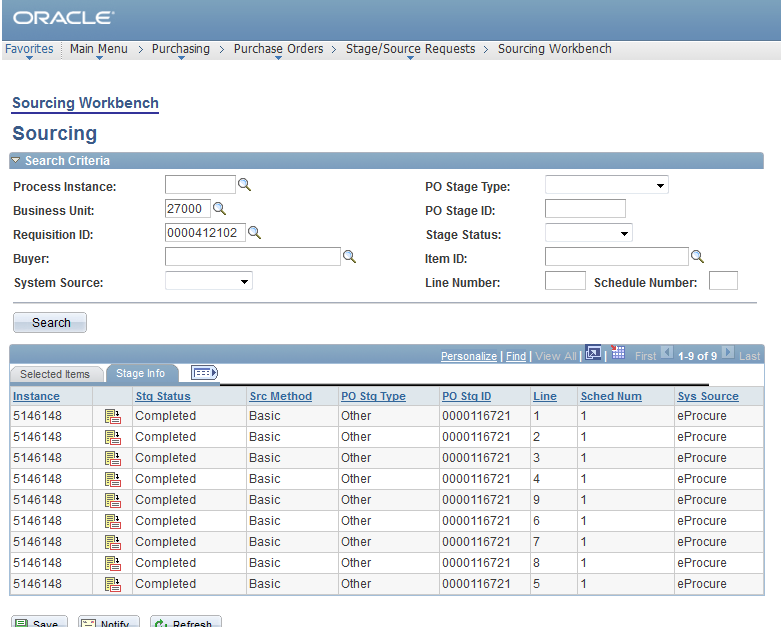 ORACLE
Favorites Main Menu > Purchasing > Purchase Orders > Stage/Source Requests > Sourcing Workbench
Sourcing Workbench
Sourcing
Search Criteria
Process Instance: PO Stage Type:
Business Unit: 27000 PO Stage ID:
Requisition ID: 0000412102 Stage Status:
Buyer: Item ID:
System Source: Line Number: Schedule Number:
Search
Personalize | Find | View All | | First 1-9 of 9 Last
Selected Items Stage Info
Instance Stg Status Src Method PO Stg Type PO Stg ID Line Sched Num Sys Source
5146148 Completed Basic Other 0000116721 1 1 eProcure
5146148 Completed Basic Other 0000116721 2 1 eProcure
5146148 Completed Basic Other 0000116721 3 1 eProcure
5146148 Completed Basic Other 0000116721 4 1 eProcure
5146148 Completed Basic Other 0000116721 9 1 eProcure
5146148 Completed Basic Other 0000116721 6 1 eProcure
5146148 Completed Basic Other 0000116721 7 1 eProcure
5146148 Completed Basic Other 0000116721 8 1 eProcure
5146148 Completed Basic Other 0000116721 5 1 eProcure
Save Notify Refresh